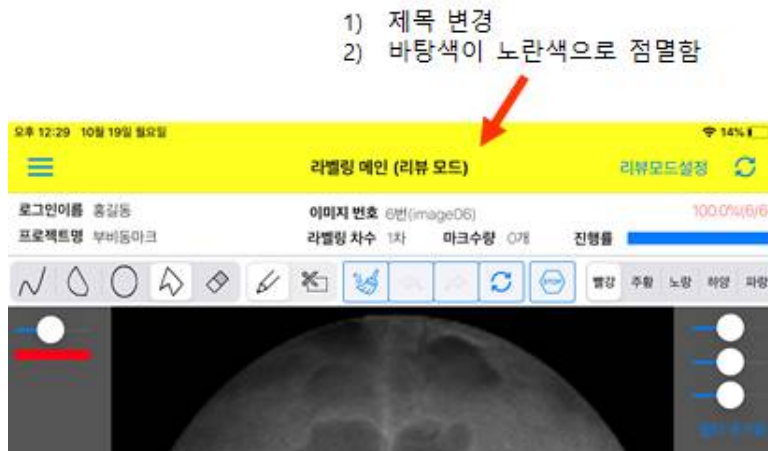 1) 제목 변경
2) 바탕색이 노란색으로 점멸함
오후 12:29 10월 19일 월요일 14%
라벨링 메인 (리뷰 모드) 리뷰모드설정
로그인이름 홍길동 이미지 번호 6번(image06) 100.0%(6/6
프로젝트명 부비동마크 라벨링 차수 1차 마크수량 0개 진행률
STOP 빨강 주황 노랑 하양 파랑